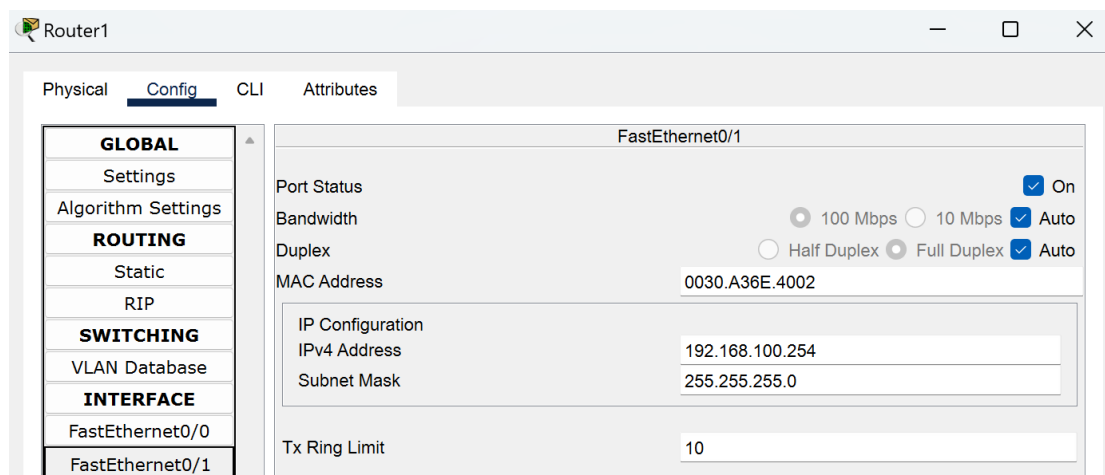 Router1
Physical Config CLI Attributes
GLOBAL
Settings
Algorithm Settings
ROUTING
Static
RIP
SWITCHING
VLAN Database
INTERFACE
FastEthernet0/0
FastEthernet0/1
FastEthernet0/1
Port Status On
Bandwidth 100 Mbps 10 Mbps Auto
Duplex Half Duplex Full Duplex Auto
MAC Address 0030.A36E.4002
IP Configuration
IPv4 Address 192.168.100.254
Subnet Mask 255.255.255.0
Tx Ring Limit 10